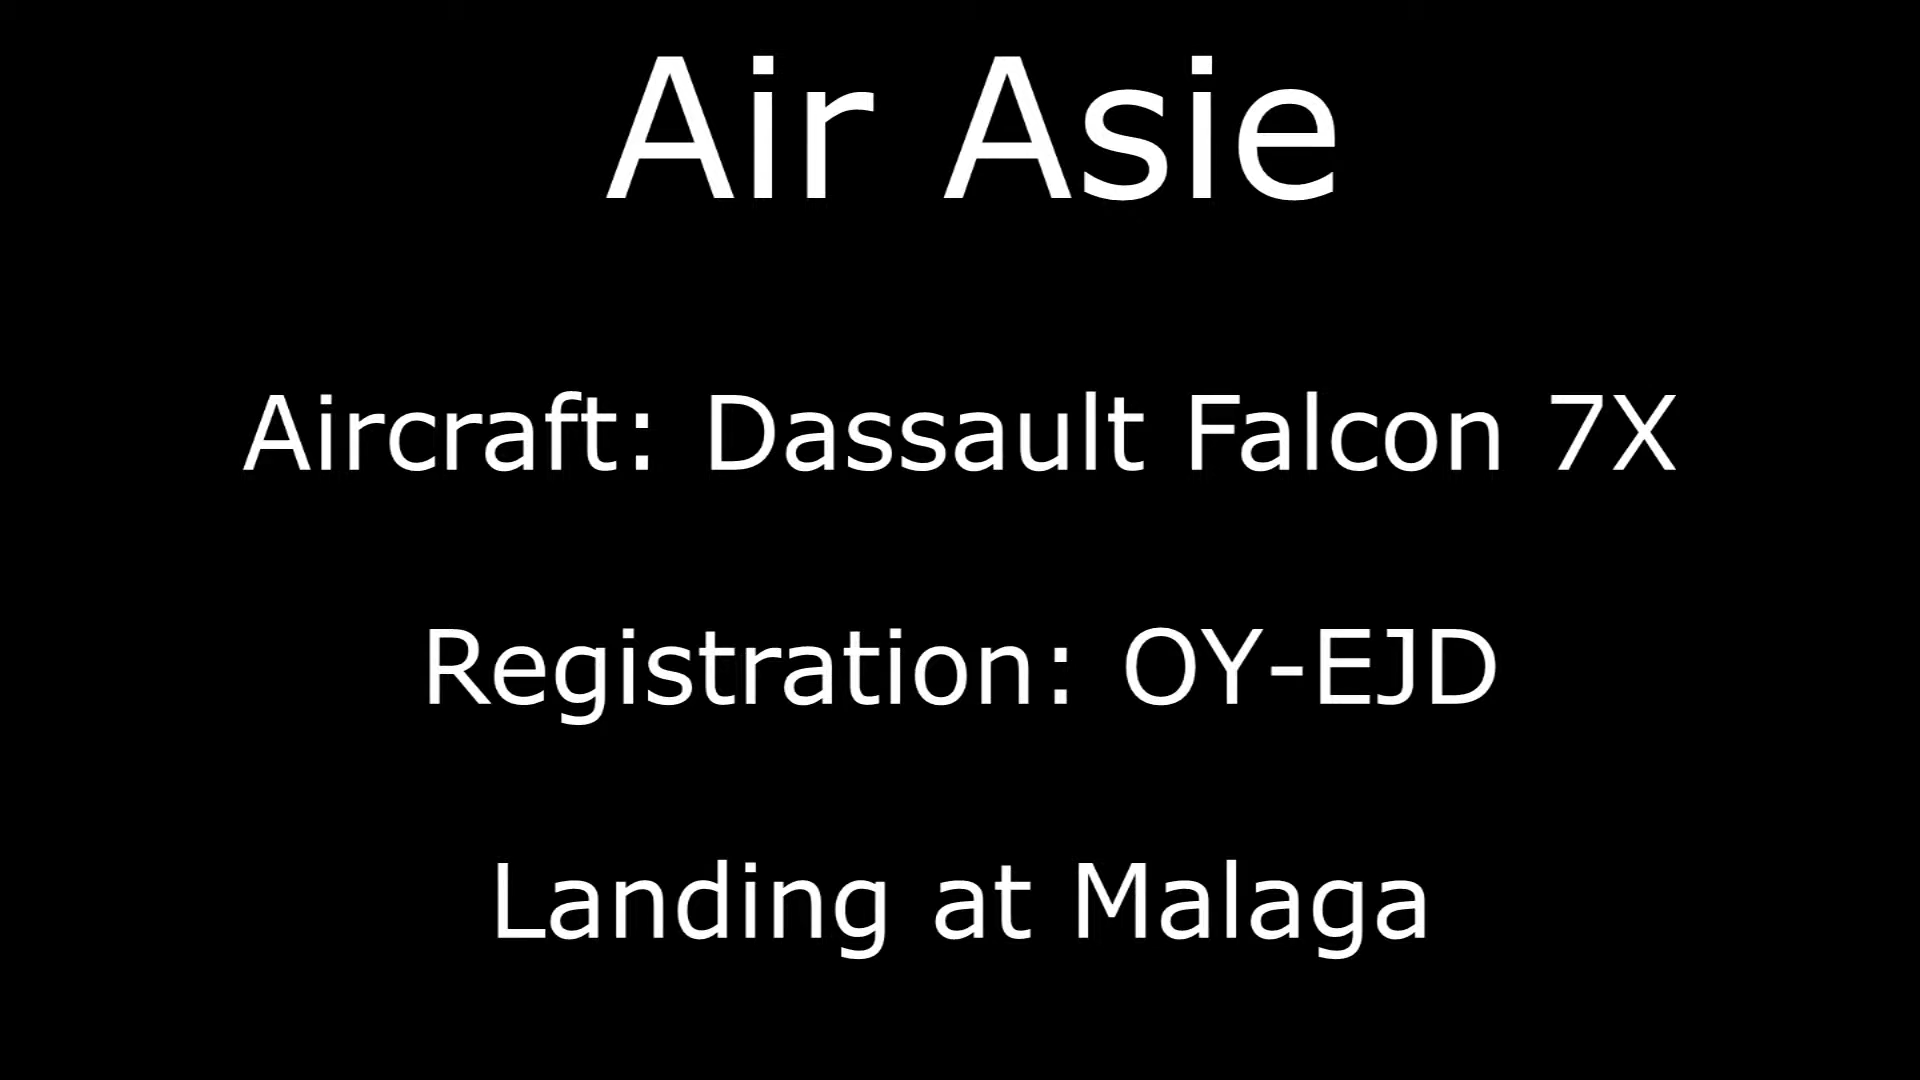 Air Asie
Aircraft: Dassault Falcon 7X
Registration: OY-EJD
Landing at Malaga